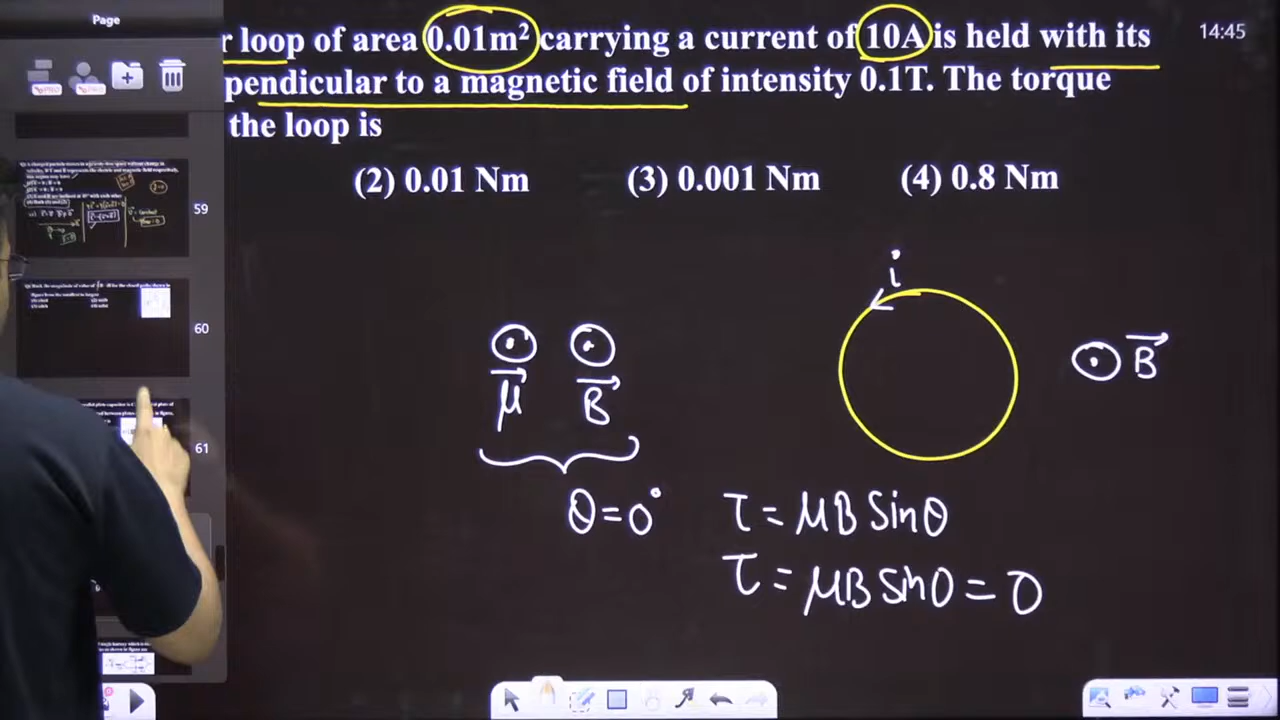 Page
14:45
r loop of area 0.01m² carrying a current of 10A is held with its
pendicular to a magnetic field of intensity 0.1T. The torque
the loop is
(2) 0.01 Nm (3) 0.001 Nm (4) 0.8 Nm
59
60
61
i
μ B
B
θ = 0°
τ = μB Sinθ
τ = μB Sin0 = 0